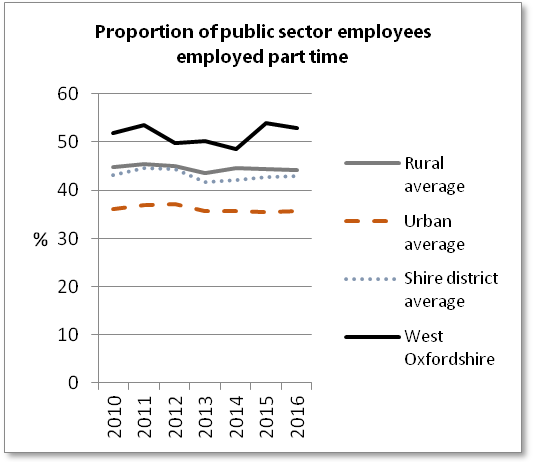 Proportion of public sector employees
employed part time
60
50
40
30
20
10
0
%
2010
2011
2012
2013
2014
2015
2016
Rural
average
Urban
average
Shire district
average
West
Oxfordshire